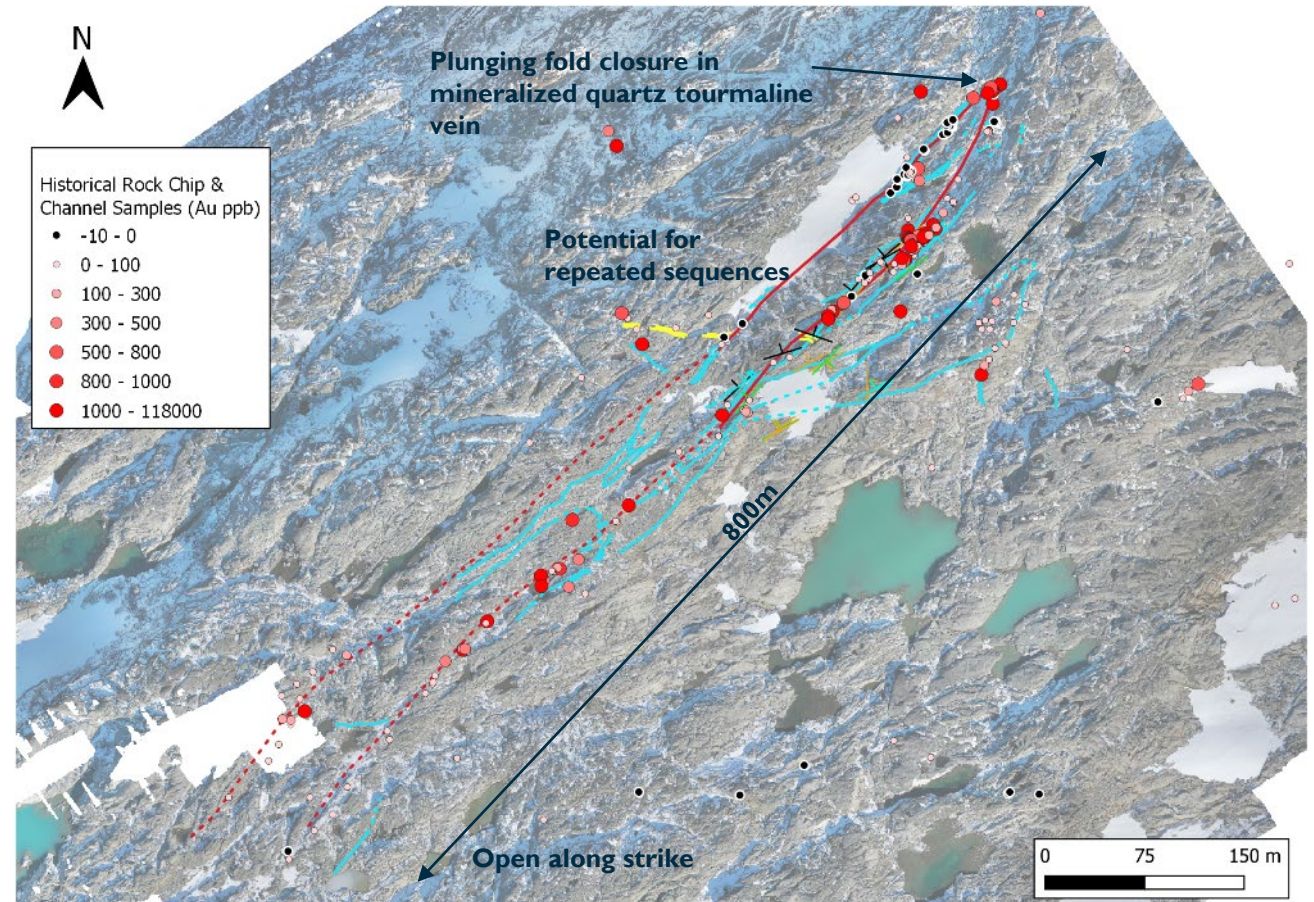 N
Plunging fold closure in
mineralized quartz tourmaline
vein
Historical Rock Chip &
Channel Samples (Au ppb)
-10 - 0
0 - 100
100 - 300
300 - 500
500 - 800
800 - 1000
1000 - 118000
Potential for
repeated sequences
800m
Open along strike
0 75 150 m